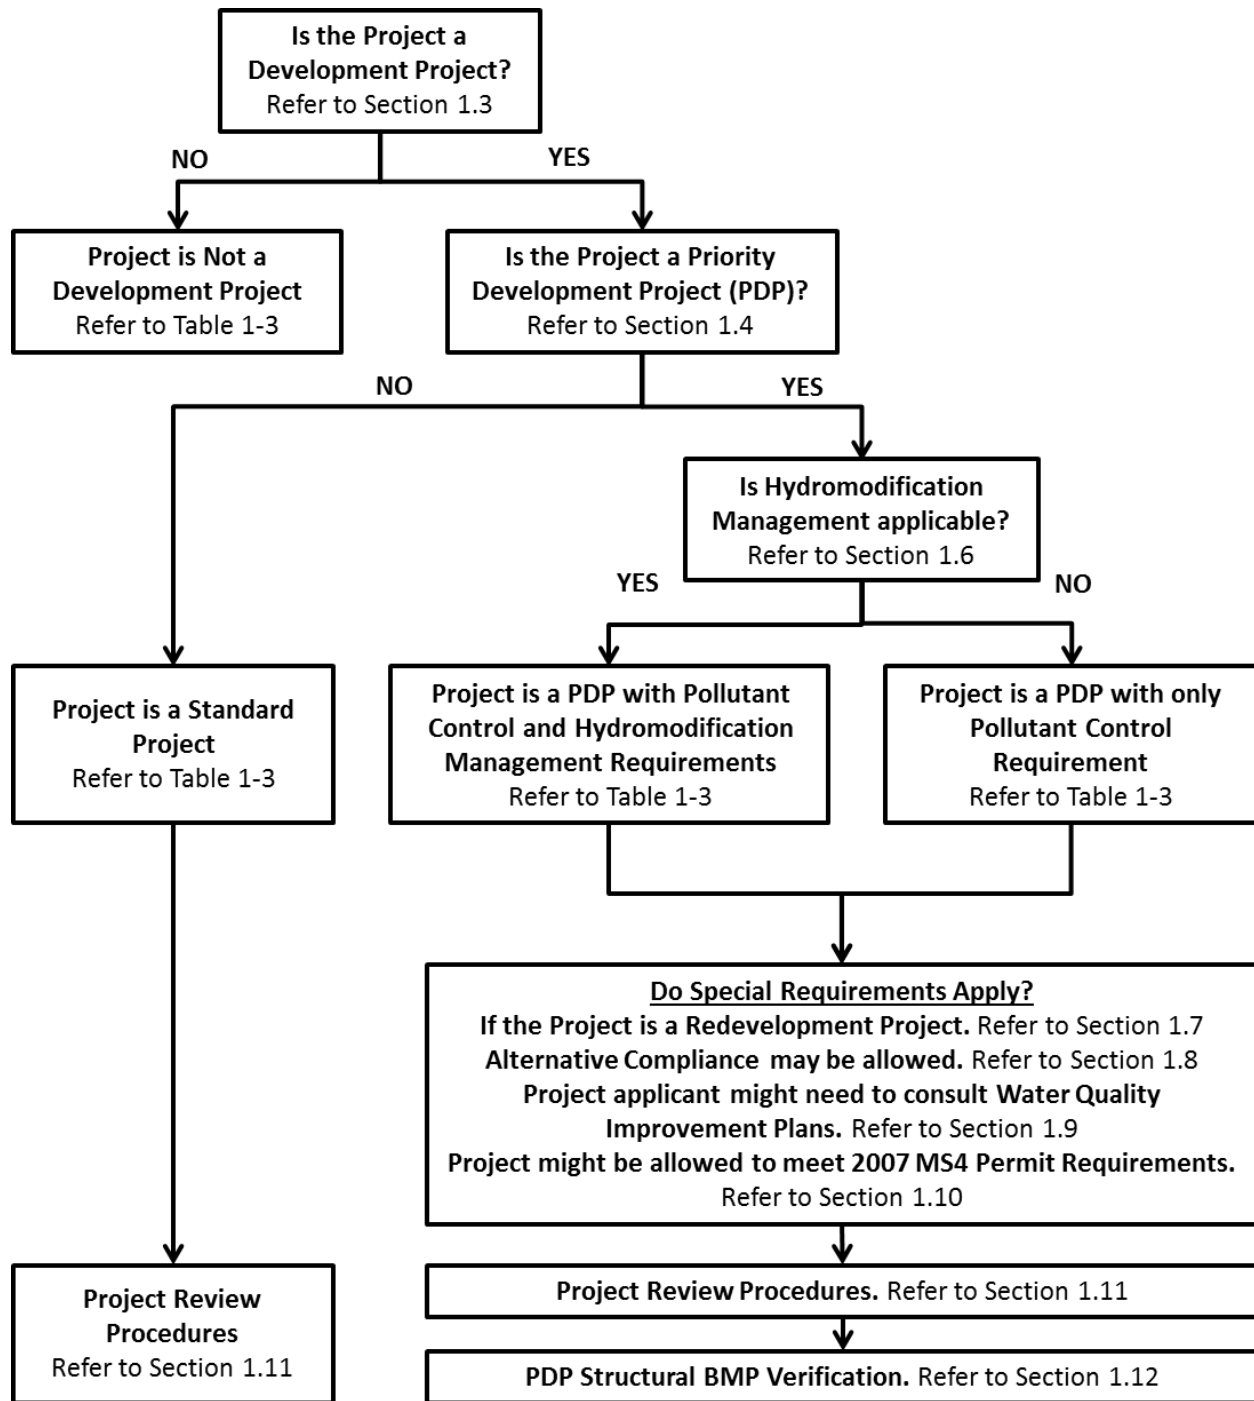 Is the Project a
Development Project?
Refer to Section 1.3
NO
YES
Project is Not a
Development Project
Refer to Table 1-3
Is the Project a Priority
Development Project (PDP)?
Refer to Section 1.4
NO
YES
Is Hydromodification
Management applicable?
Refer to Section 1.6
YES
NO
Project is a Standard
Project
Refer to Table 1-3
Project is a PDP with Pollutant
Control and Hydromodification
Management Requirements
Refer to Table 1-3
Project is a PDP with only
Pollutant Control
Requirement
Refer to Table 1-3
Do Special Requirements Apply?
If the Project is a Redevelopment Project. Refer to Section 1.7
Alternative Compliance may be allowed. Refer to Section 1.8
Project applicant might need to consult Water Quality
Improvement Plans. Refer to Section 1.9
Project might be allowed to meet 2007 MS4 Permit Requirements.
Refer to Section 1.10
Project Review
Procedures
Refer to Section 1.11
Project Review Procedures. Refer to Section 1.11
PDP Structural BMP Verification. Refer to Section 1.12